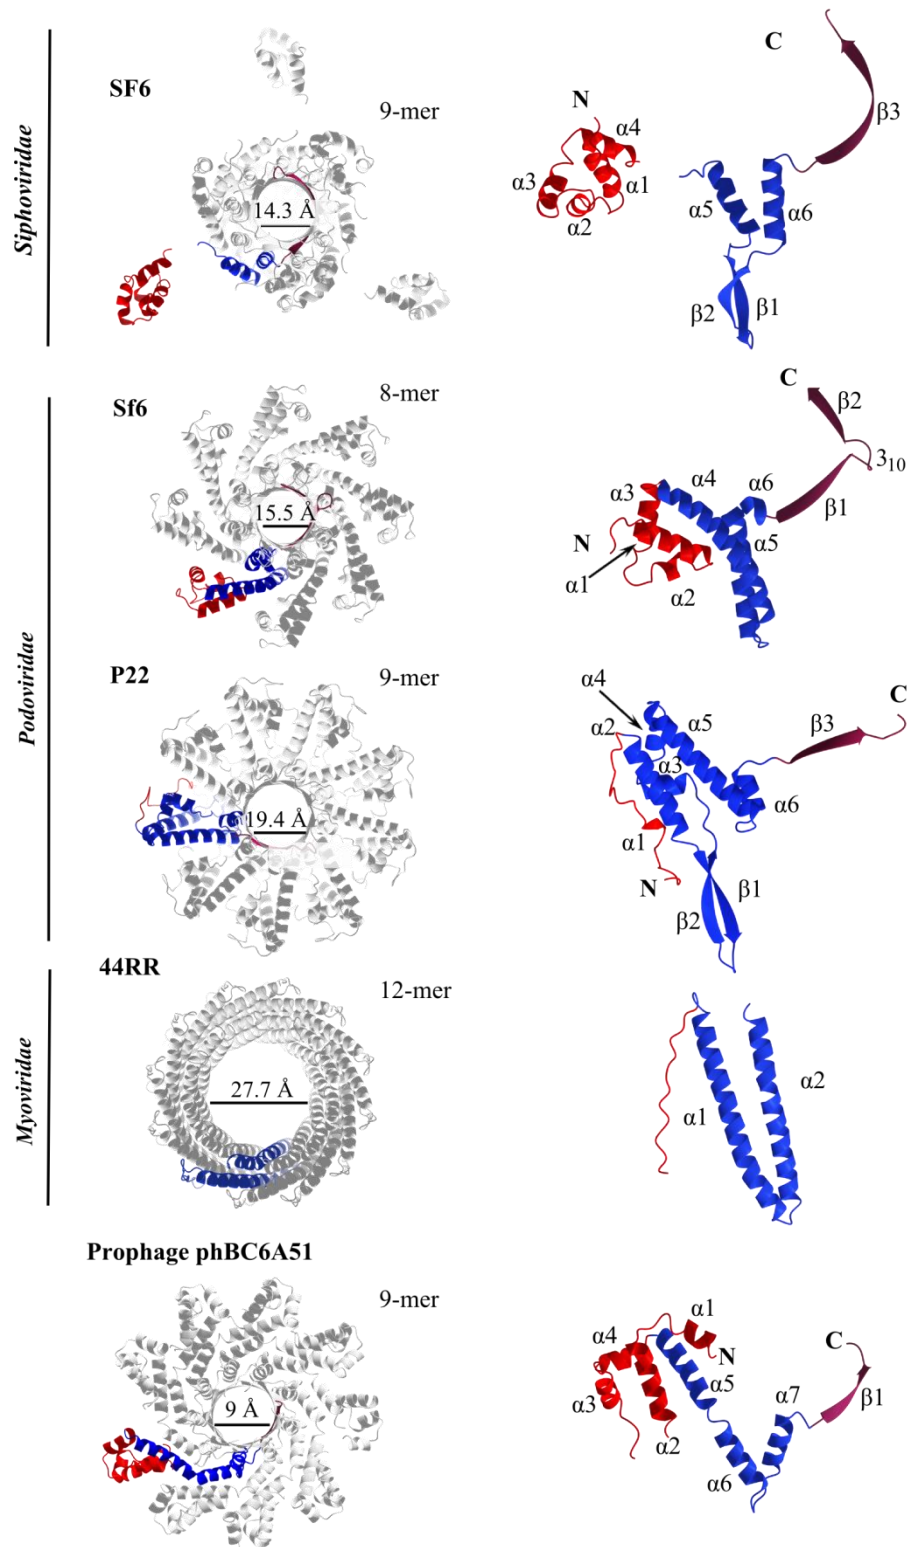 Siphoviridae
SF6
9-mer
14.3 Å
N
α4
α3
α1
α2
C
β3
α5
α6
β2
β1
Podoviridae
Sf6
8-mer
15.5 Å
C
β2
3₁₀
α6
α4
α3
β1
α5
N
α1
α2
P22
9-mer
19.4 Å
α4
C
α2
α5
β3
α3
α6
α1
N
β1
β2
Myoviridae
44RR
12-mer
27.7 Å
α1
α2
Prophage phBC6A51
9-mer
9 Å
α1
C
α4
N
α5
α7
β1
α3
α2
α6